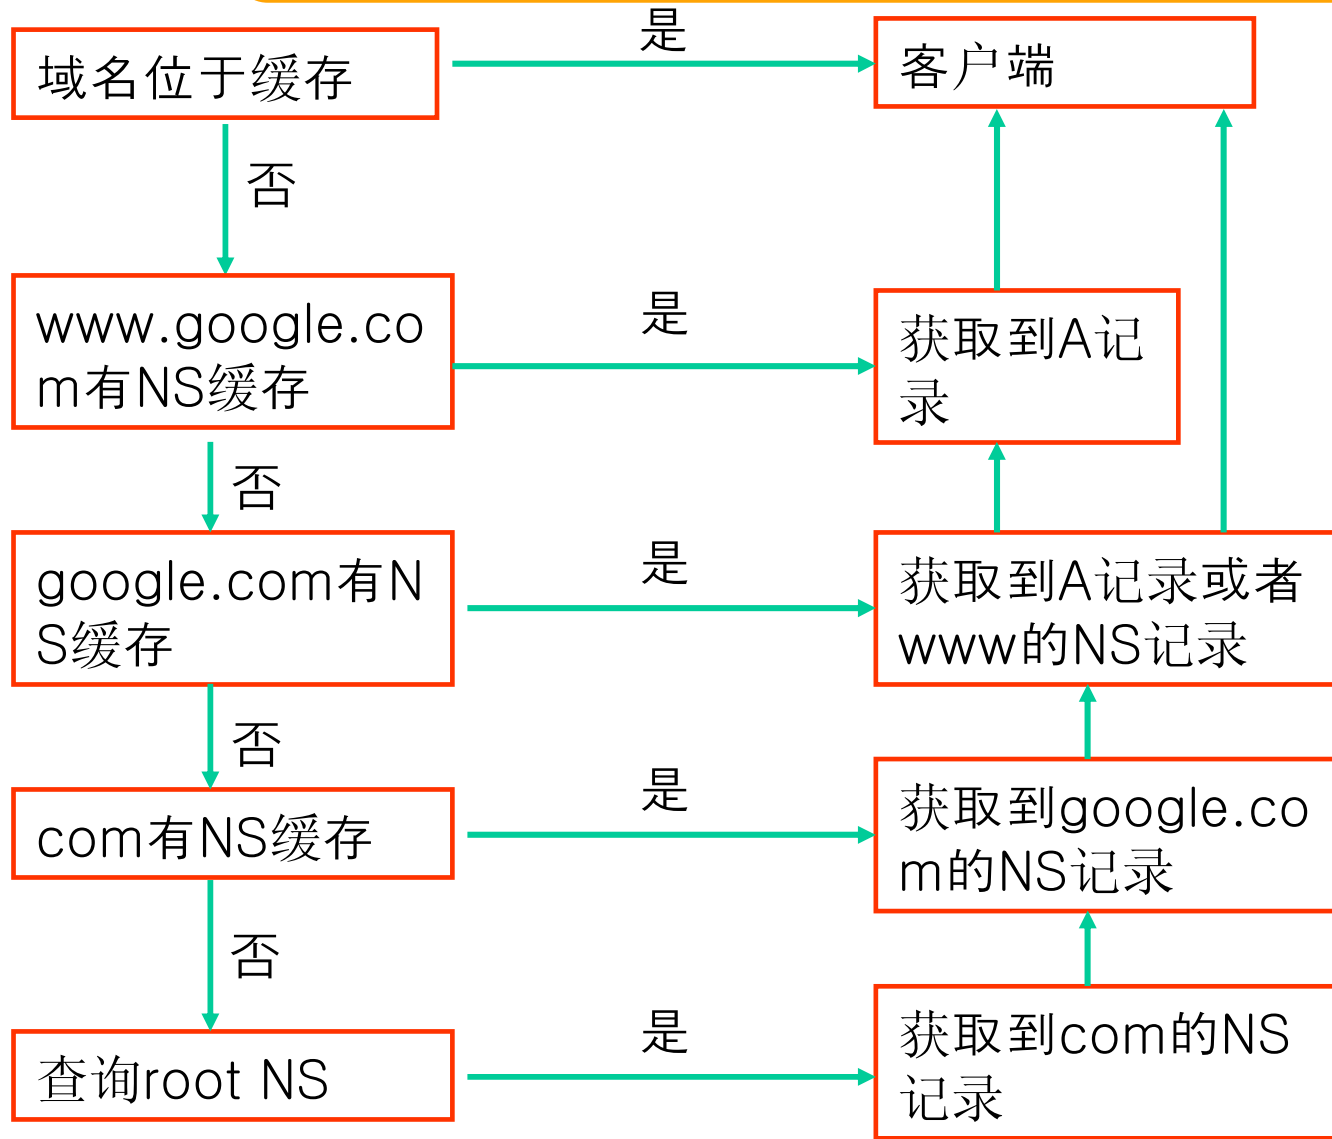 域名位于缓存
是
客户端
否
www.google.co
m有NS缓存
是
获取到A记
录
否
google.com有N
S缓存
是
获取到A记录或者
www的NS记录
否
com有NS缓存
是
获取到google.co
m的NS记录
否
查询root NS
是
获取到com的NS
记录